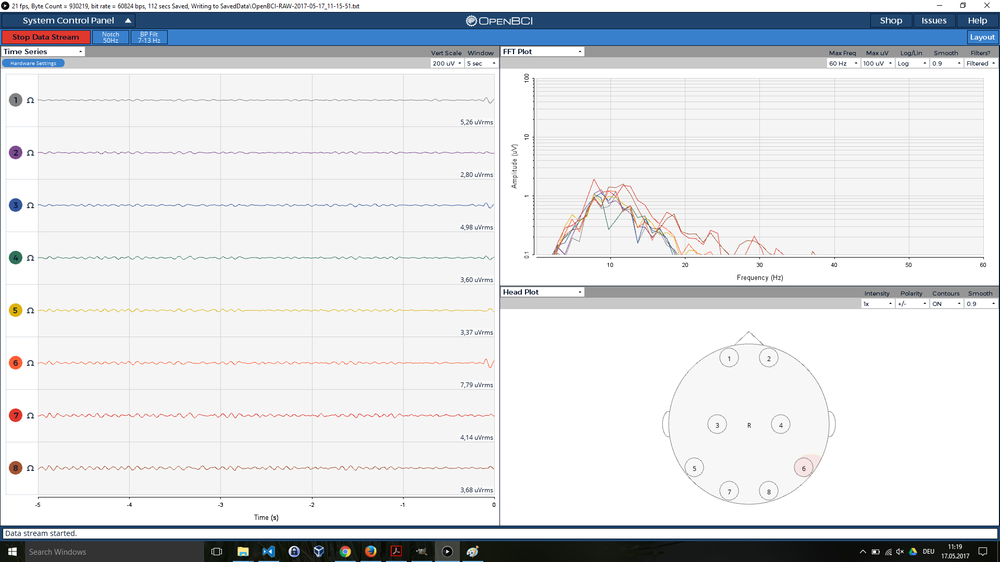 21 fps, Byte Count = 930219, bit rate = 60824 bps, 112 secs Saved, Writing to SavedData\OpenBCI-RAW-2017-05-17_11-15-51.txt
System Control Panel
OPENBCI
Shop
Issues
Help
Stop Data Stream
Notch
50Hz
BP Filt
7-13 Hz
Layout
Time Series
Vert Scale
Window
Hardware Settings
200 uV
5 sec
1 Ω
5,26 uVrms
2 Ω
2,80 uVrms
3 Ω
4,98 uVrms
4 Ω
3,60 uVrms
5 Ω
3,37 uVrms
6 Ω
7,79 uVrms
7 Ω
4,14 uVrms
8 Ω
3,68 uVrms
-5 -4 -3 -2 -1 0
Time (s)
FFT Plot
Max Freq Max uV Log/Lin Smooth Filters?
60 Hz 100 uV Log 0.9 Filtered
100
10
1
0.1
Amplitude (uV)
10 20 30 40 50 60
Frequency (Hz)
Head Plot
Intensity Polarity Contours Smooth
1x +/- ON 0.9
1 2
3 R 4
5 6
7 8
Data stream started.
Search Windows
DEU
11:19
17.05.2017